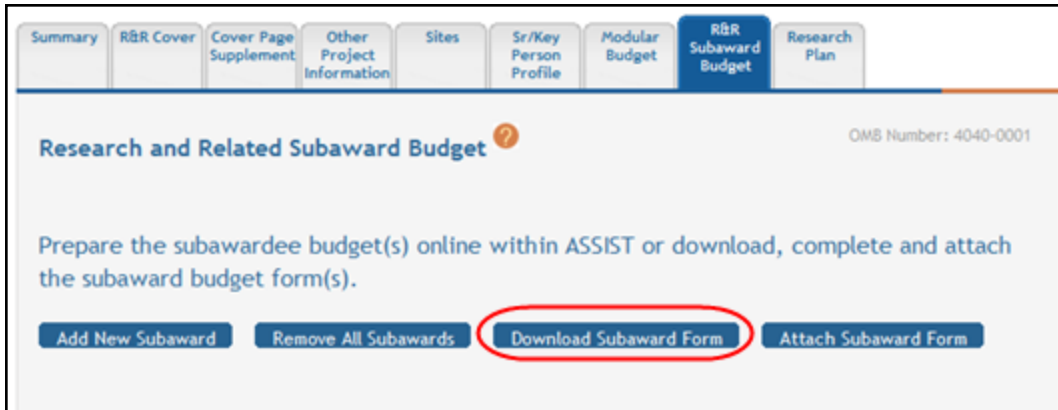 Summary
R&R Cover
Cover Page
Supplement
Other
Project
Information
Sites
Sr/Key
Person
Profile
Modular
Budget
R&R
Subaward
Budget
Research
Plan
Research and Related Subaward Budget ?
OMB Number: 4040-0001
Prepare the subawardee budget(s) online within ASSIST or download, complete and attach
the subaward budget form(s).
Add New Subaward
Remove All Subawards
Download Subaward Form
Attach Subaward Form